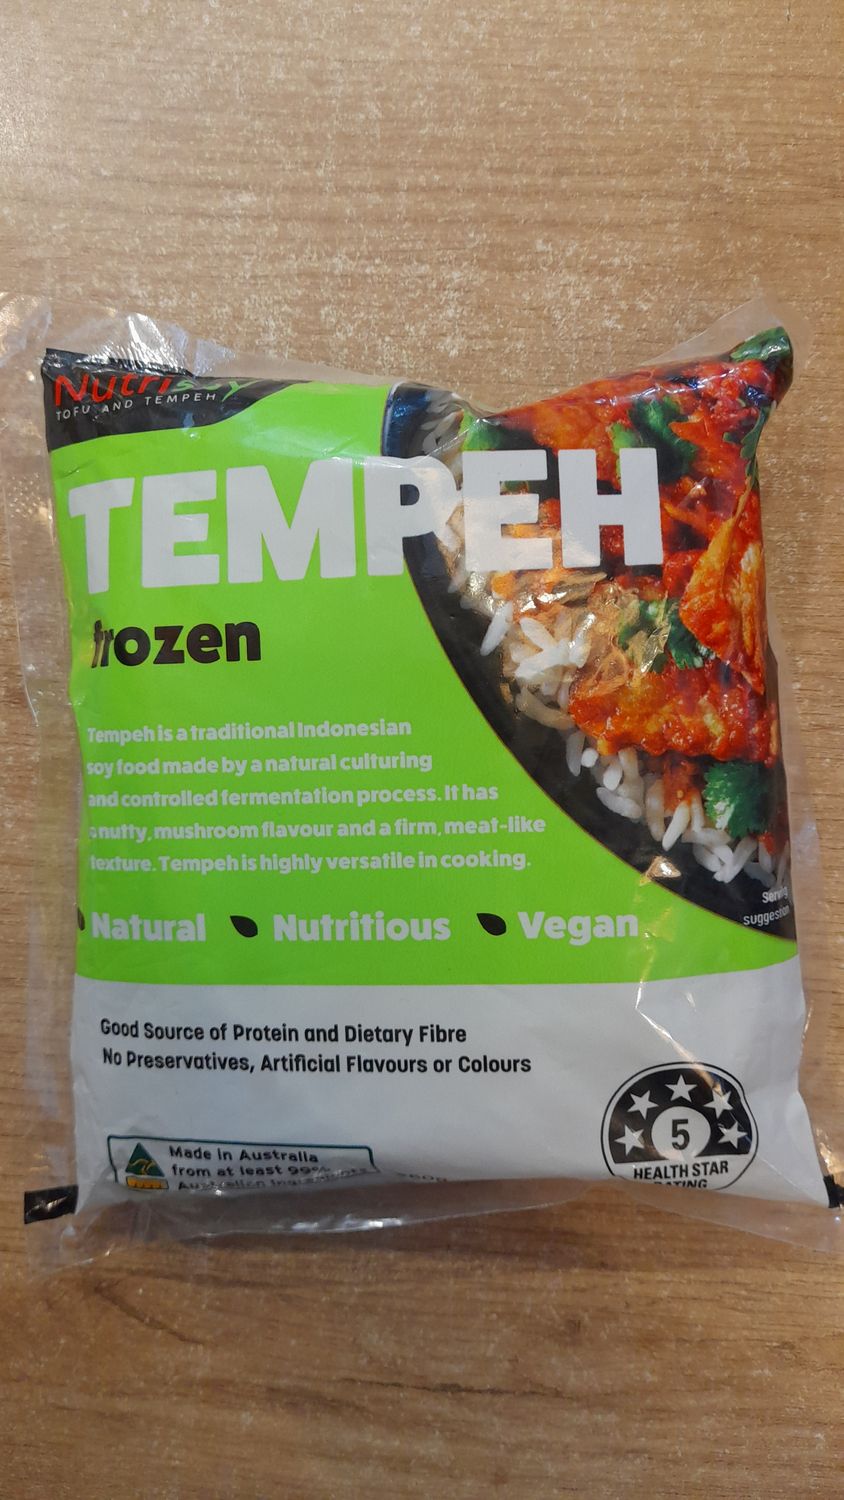 Nutrisoy
TOFU AND TEMPEH
TEMPEH
frozen
Tempeh is a traditional Indonesian
soy food made by a natural culturing
and controlled fermentation process. It has
a nutty, mushroom flavour and a firm, meat-like
texture. Tempeh is highly versatile in cooking.
Serving
suggestion
Natural Nutritious Vegan
Good Source of Protein and Dietary Fibre
No Preservatives, Artificial Flavours or Colours
Made in Australia
from at least 99%
Australian ingredients
5
HEALTH STAR
RATING